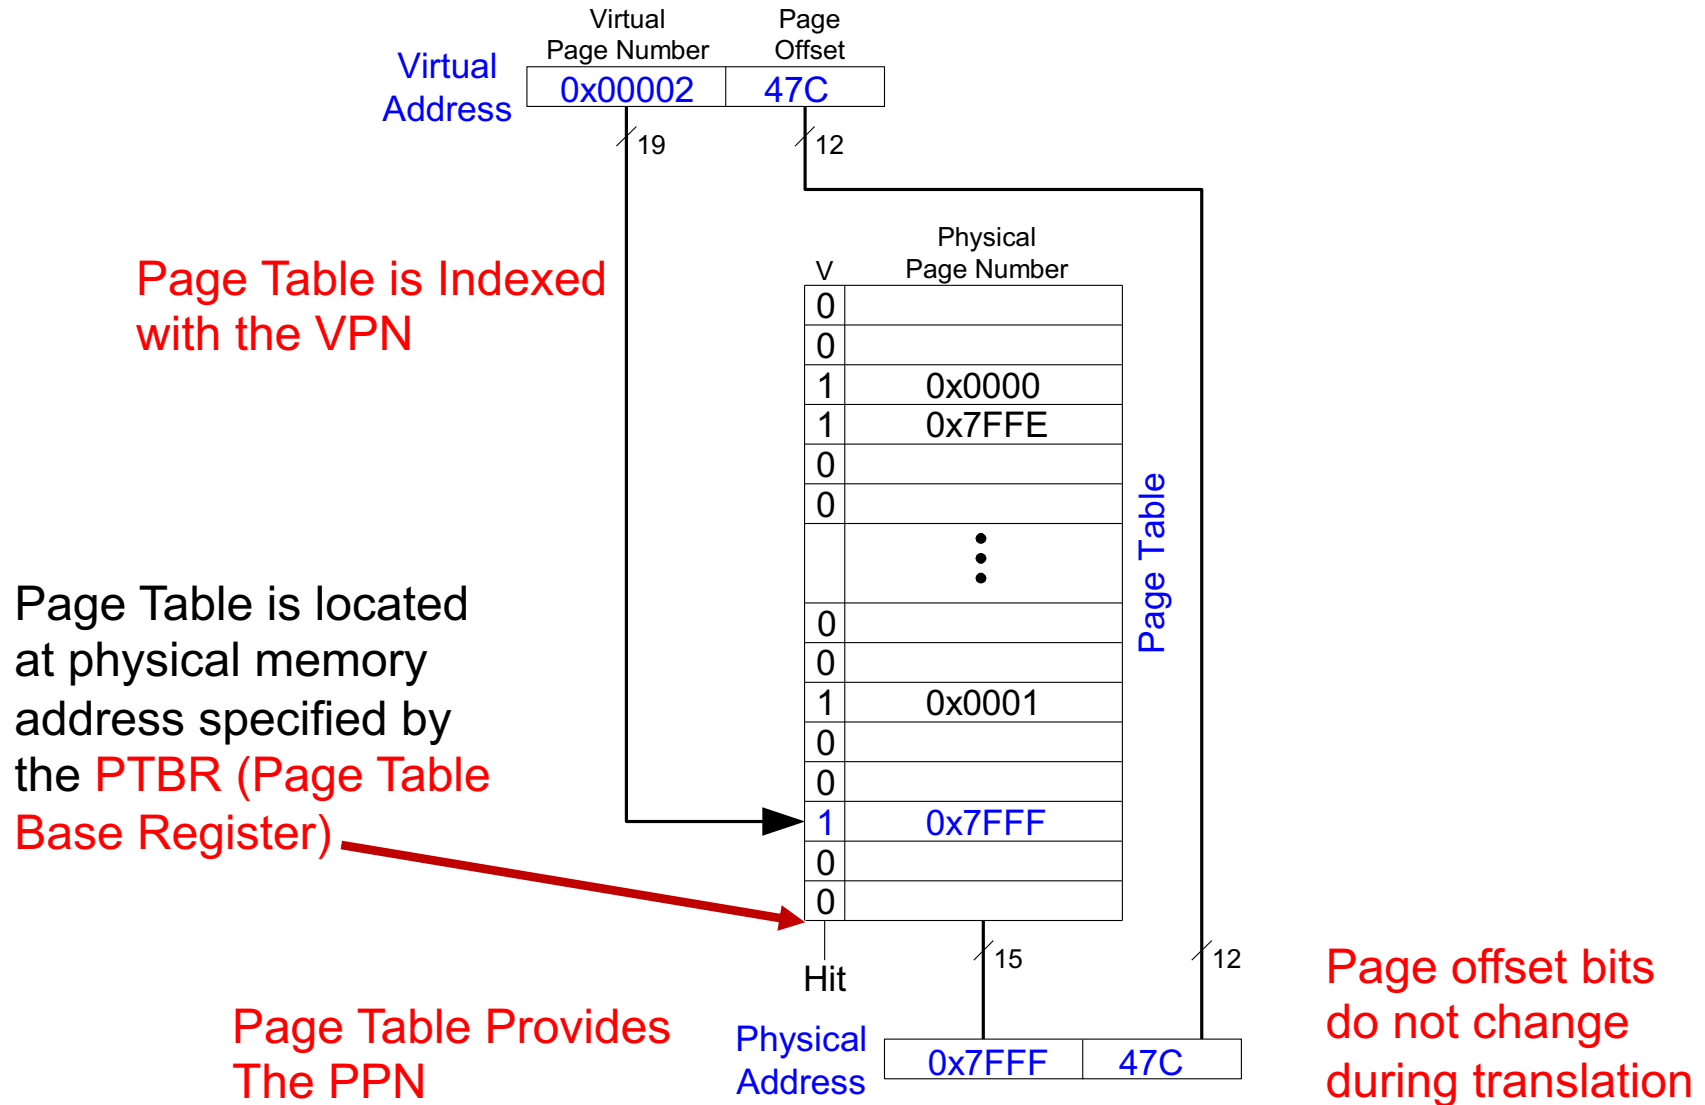 Virtual
Page Number
Page
Offset
Virtual
Address
0x00002
47C
19
12
Page Table is Indexed
with the VPN
V
Physical
Page Number
0
0
1 0x0000
1 0x7FFE
0
0
Page Table
0
0
1 0x0001
0
0
1 0x7FFF
0
0
Page Table is located
at physical memory
address specified by
the PTBR (Page Table
Base Register)
Hit
15
12
Page Table Provides
The PPN
Physical
Address
0x7FFF
47C
Page offset bits
do not change
during translation